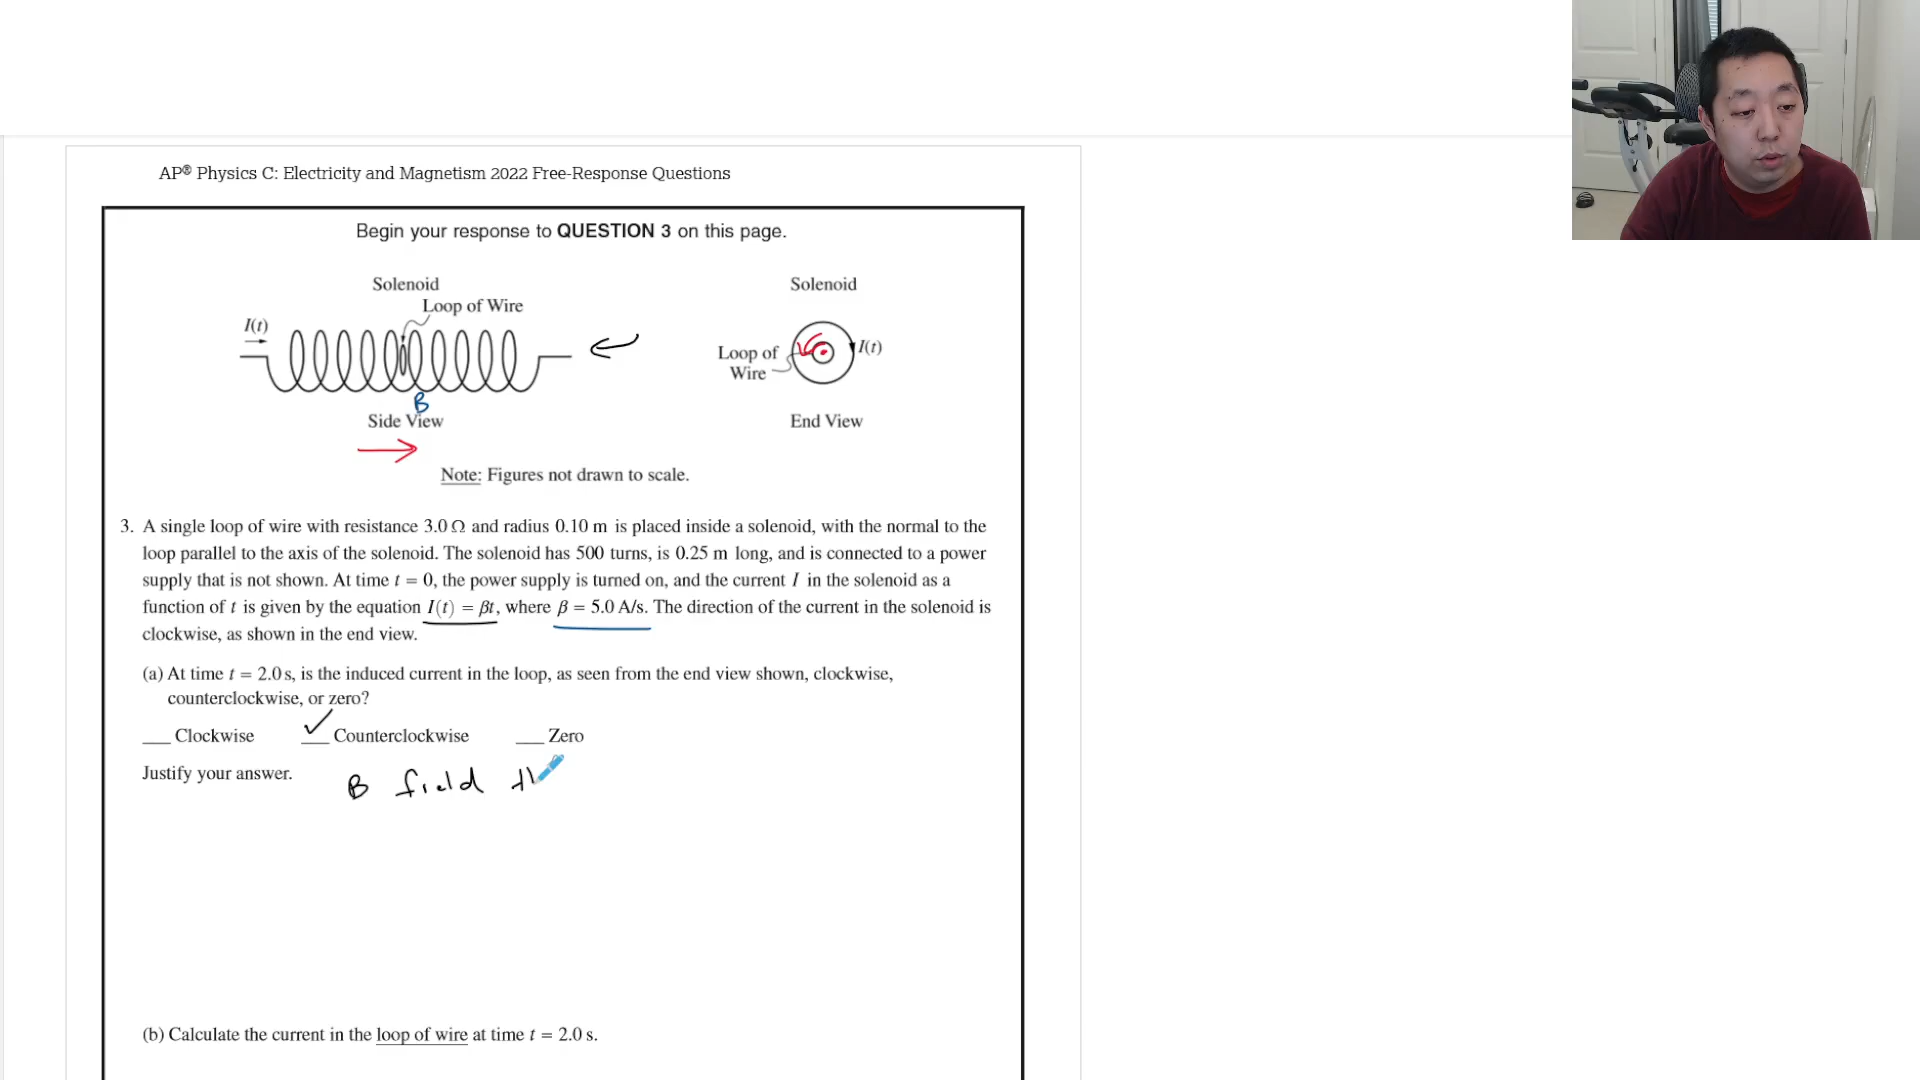 AP® Physics C: Electricity and Magnetism 2022 Free-Response Questions
Begin your response to QUESTION 3 on this page.
Solenoid
Loop of Wire
I(t)
B
Side View
Solenoid
Loop of
Wire
I(t)
End View
Note: Figures not drawn to scale.
3. A single loop of wire with resistance 3.0 Ω and radius 0.10 m is placed inside a solenoid, with the normal to the
loop parallel to the axis of the solenoid. The solenoid has 500 turns, is 0.25 m long, and is connected to a power
supply that is not shown. At time t = 0, the power supply is turned on, and the current I in the solenoid as a
function of t is given by the equation I(t) = βt, where β = 5.0 A/s. The direction of the current in the solenoid is
clockwise, as shown in the end view.
(a) At time t = 2.0 s, is the induced current in the loop, as seen from the end view shown, clockwise,
counterclockwise, or zero?
___ Clockwise ___ Counterclockwise ___ Zero
Justify your answer.
B field
(b) Calculate the current in the loop of wire at time t = 2.0 s.